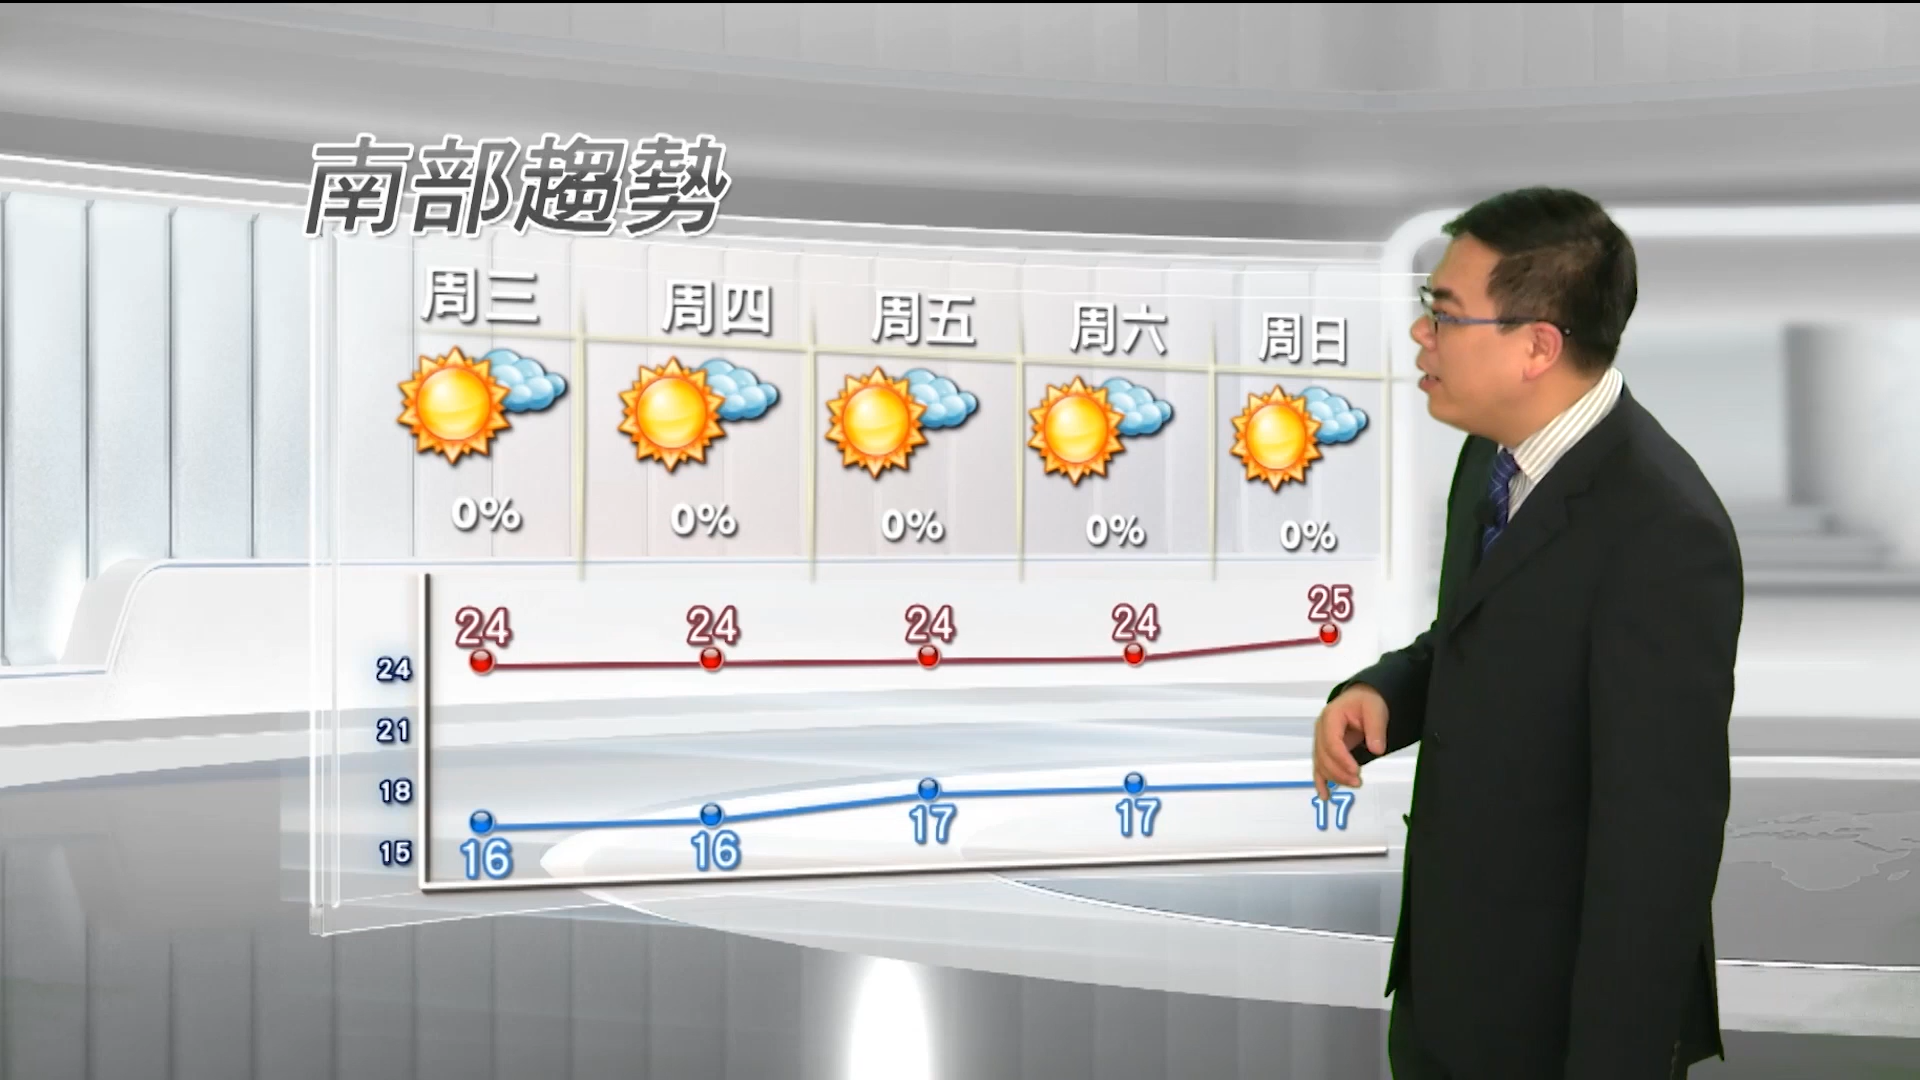 南部趨勢
周三 周四 周五 周六 周日
0% 0% 0% 0% 0%
24 24 24 24 25
24
21
18
15
16 16 17 17 17